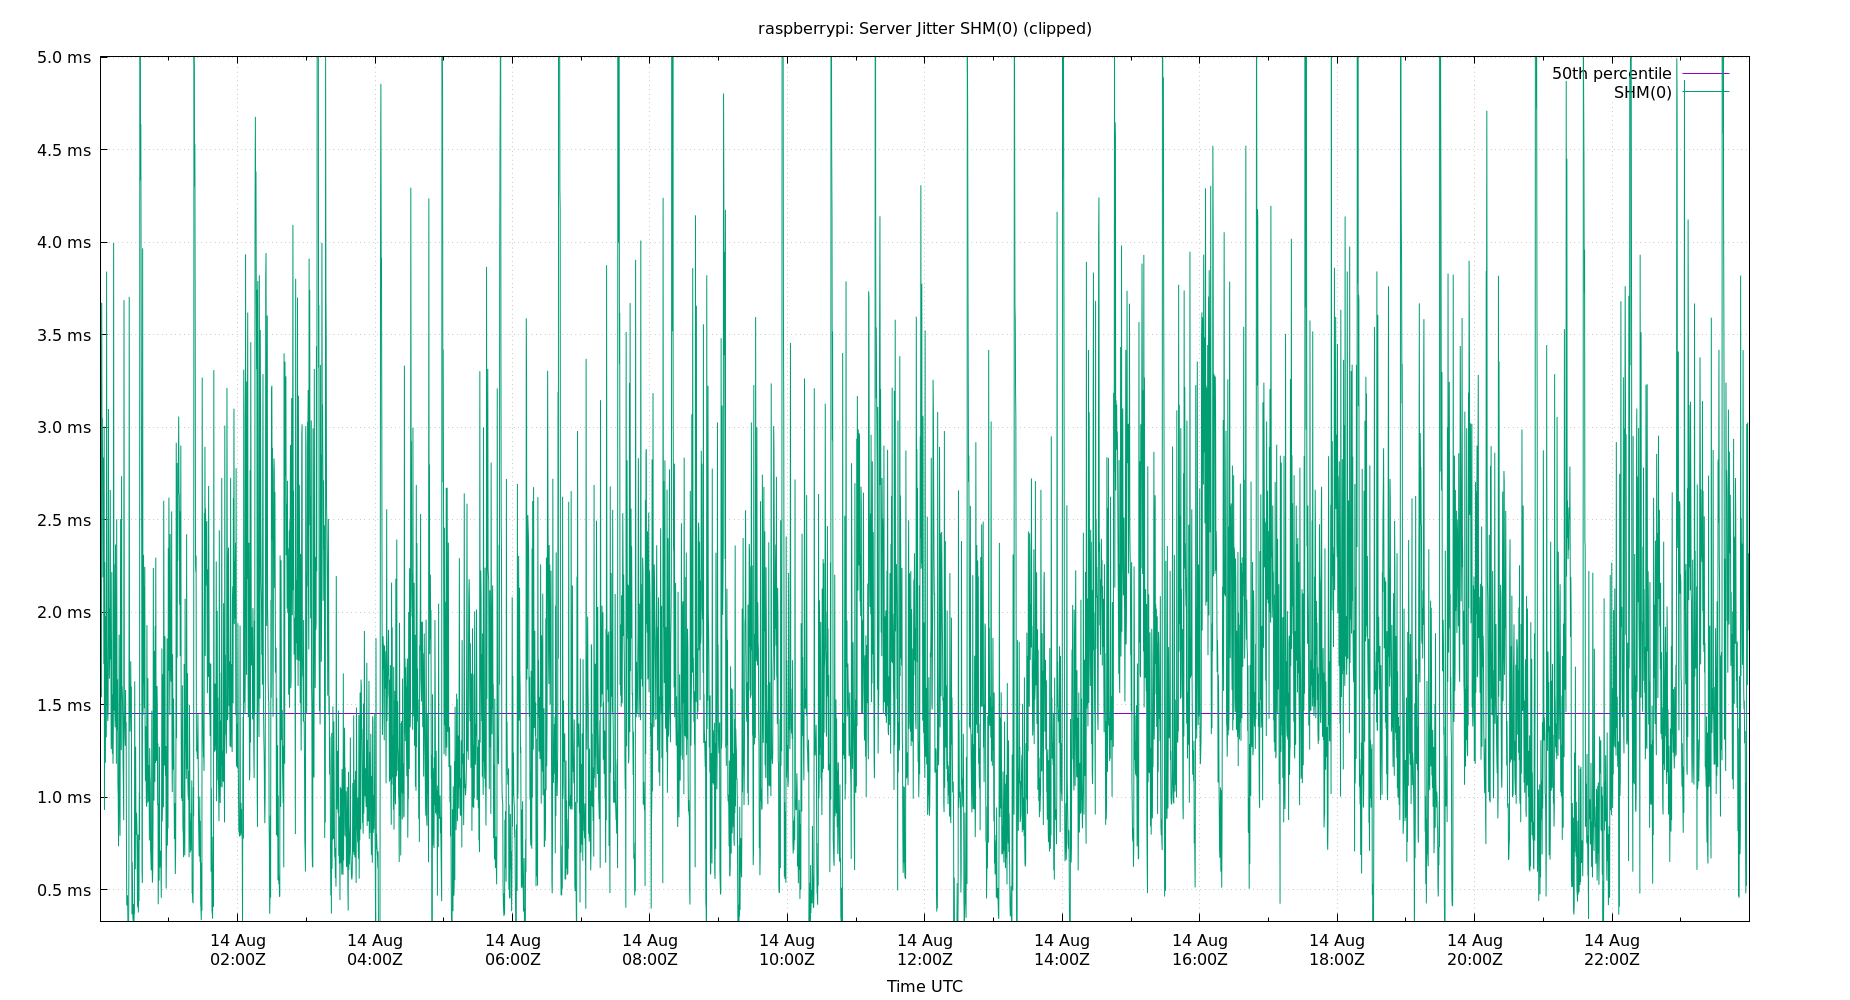 raspberrypi: Server Jitter SHM(0) (clipped)
5.0 ms
4.5 ms
4.0 ms
3.5 ms
3.0 ms
2.5 ms
2.0 ms
1.5 ms
1.0 ms
0.5 ms
50th percentile
SHM(0)
14 Aug 14 Aug 14 Aug 14 Aug 14 Aug 14 Aug 14 Aug 14 Aug 14 Aug 14 Aug 14 Aug
02:00Z 04:00Z 06:00Z 08:00Z 10:00Z 12:00Z 14:00Z 16:00Z 18:00Z 20:00Z 22:00Z
Time UTC